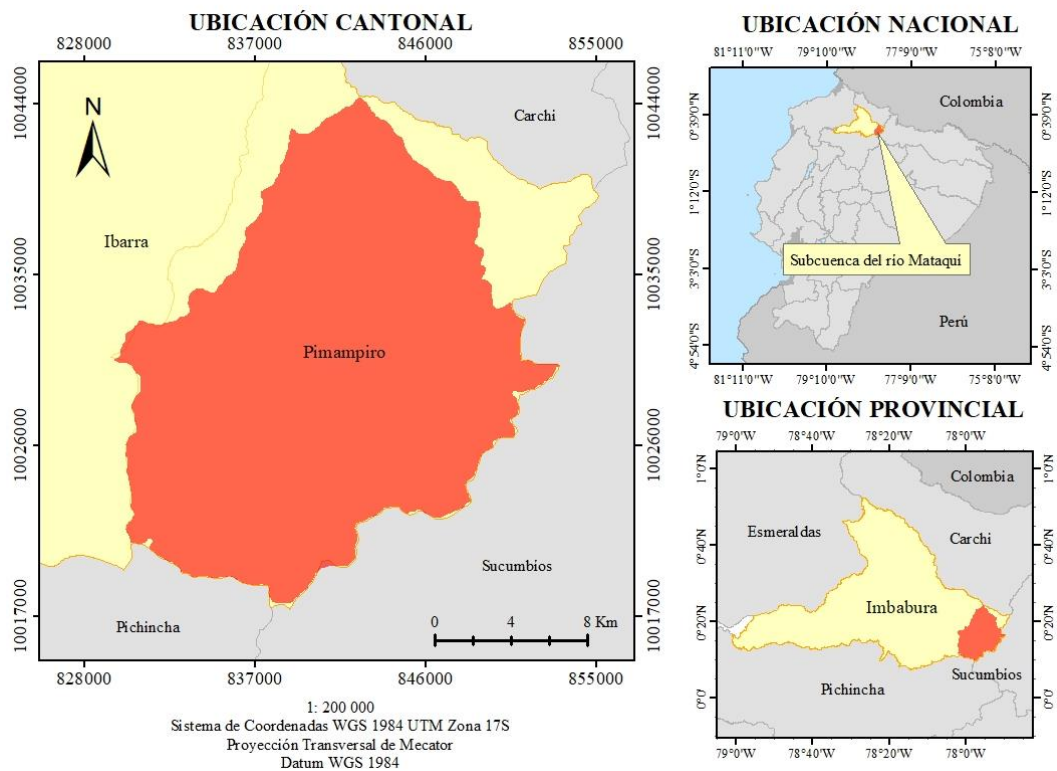 UBICACIÓN CANTONAL
828000 837000 846000 855000
10044000
10035000
10026000
10017000
N
Carchi
Ibarra
Pimampiro
Sucumbios
Pichincha
0 4 8 Km
10044000
10035000
10026000
10017000
828000 837000 846000 855000
1: 200 000
Sistema de Coordenadas WGS 1984 UTM Zona 17S
Proyección Transversal de Mecator
Datum WGS 1984
UBICACIÓN NACIONAL
81°11'0"W 79°10'0"W 77°9'0"W 75°8'0"W
0°39'0"N
1°12'0"S
3°3'0"S
4°54'0"S
Colombia
Subcuenca del río Mataqui
Perú
0°39'0"N
1°12'0"S
3°3'0"S
4°54'0"S
81°11'0"W 79°10'0"W 77°9'0"W 75°8'0"W
UBICACIÓN PROVINCIAL
79°0'W 78°40'W 78°20'W 78°0'W
1°0'N
0°40'N
0°20'N
0°0'
Colombia
Esmeraldas
Carchi
Imbabura
Sucumbios
Pichincha
1°0'N
0°40'N
0°20'N
0°0'
79°0'W 78°40'W 78°20'W 78°0'W